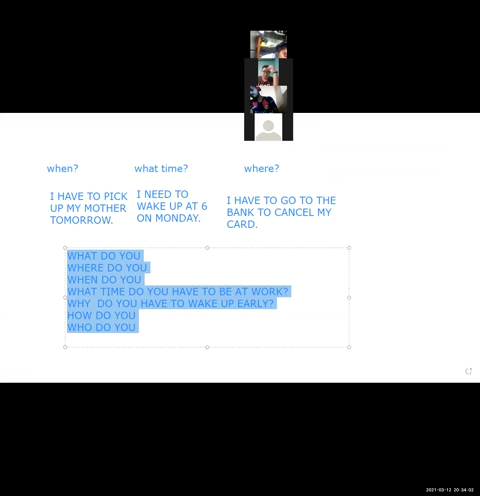 when?
what time?
where?
I HAVE TO PICK
UP MY MOTHER
TOMORROW.
I NEED TO
WAKE UP AT 6
ON MONDAY.
I HAVE TO GO TO THE
BANK TO CANCEL MY
CARD.
WHAT DO YOU
WHERE DO YOU
WHEN DO YOU
WHAT TIME DO YOU HAVE TO BE AT WORK?
WHY  DO YOU HAVE TO WAKE UP EARLY?
HOW DO YOU
WHO DO YOU
2021-03-12 20:34:02